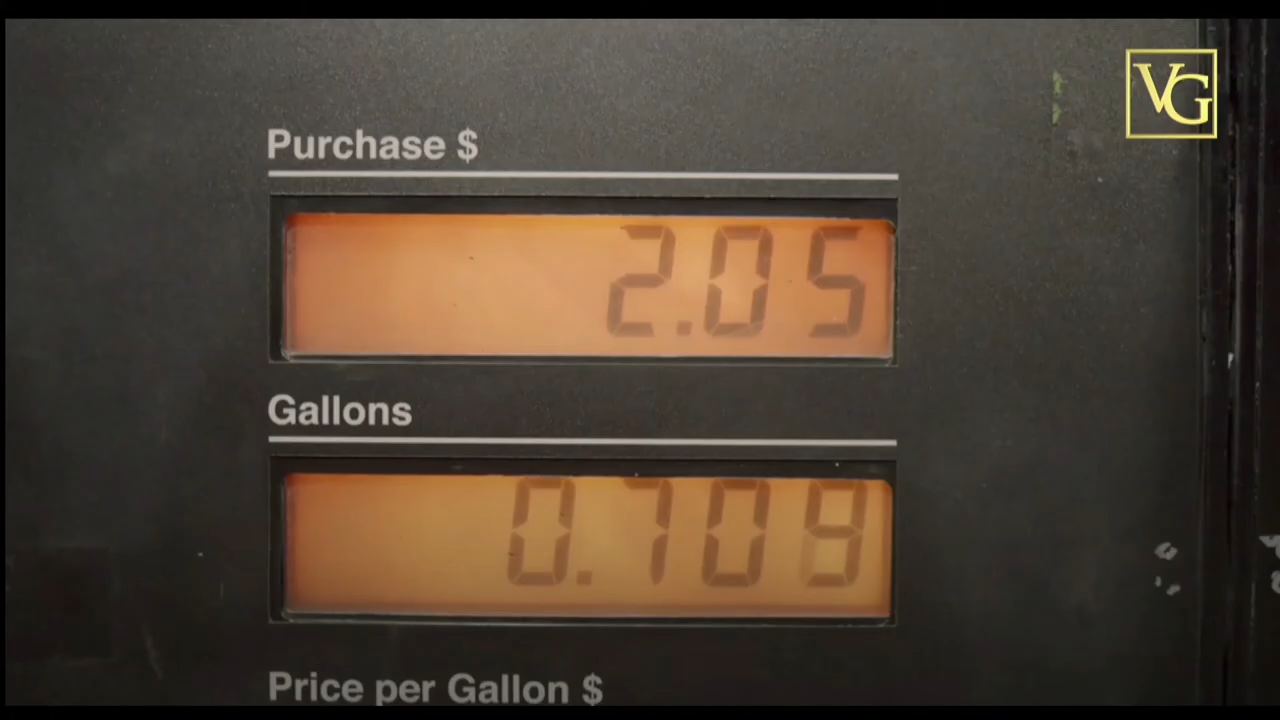 VG
Purchase $
2.05
Gallons
0.709
Price per Gallon $